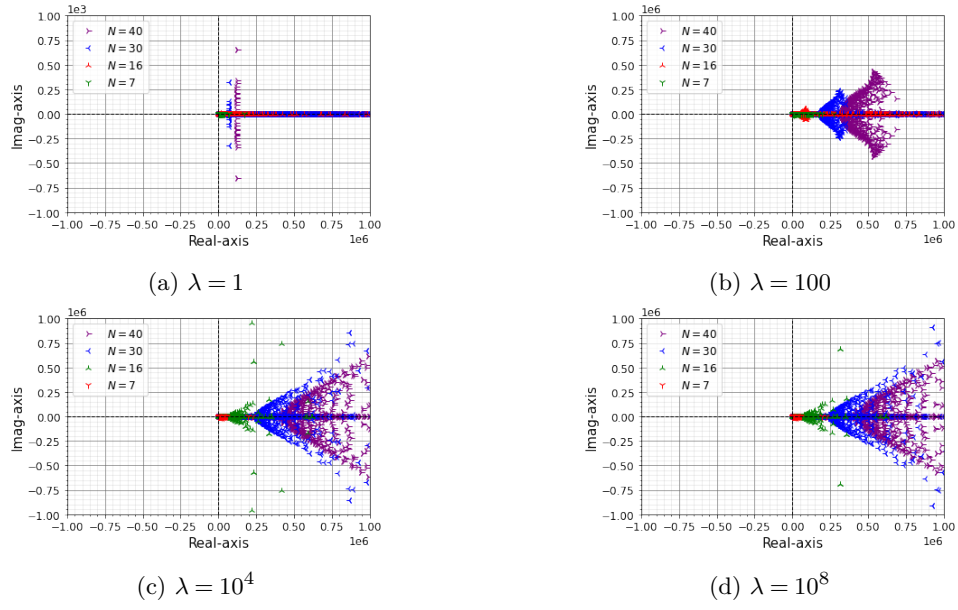 1e3
1.00
0.75
0.50
0.25
0.00
−0.25
−0.50
−0.75
−1.00
Imag-axis
N = 40
N = 30
N = 16
N = 7
−1.00 −0.75 −0.50 −0.25 0.00 0.25 0.50 0.75 1.00
Real-axis
1e6
(a) λ = 1
1e6
1.00
0.75
0.50
0.25
0.00
−0.25
−0.50
−0.75
−1.00
Imag-axis
N = 40
N = 30
N = 16
N = 7
−1.00 −0.75 −0.50 −0.25 0.00 0.25 0.50 0.75 1.00
Real-axis
1e6
(b) λ = 100
1e6
1.00
0.75
0.50
0.25
0.00
−0.25
−0.50
−0.75
−1.00
Imag-axis
N = 40
N = 30
N = 16
N = 7
−1.00 −0.75 −0.50 −0.25 0.00 0.25 0.50 0.75 1.00
Real-axis
1e6
(c) λ = 10⁴
1e6
1.00
0.75
0.50
0.25
0.00
−0.25
−0.50
−0.75
−1.00
Imag-axis
N = 40
N = 30
N = 16
N = 7
−1.00 −0.75 −0.50 −0.25 0.00 0.25 0.50 0.75 1.00
Real-axis
1e6
(d) λ = 10⁸